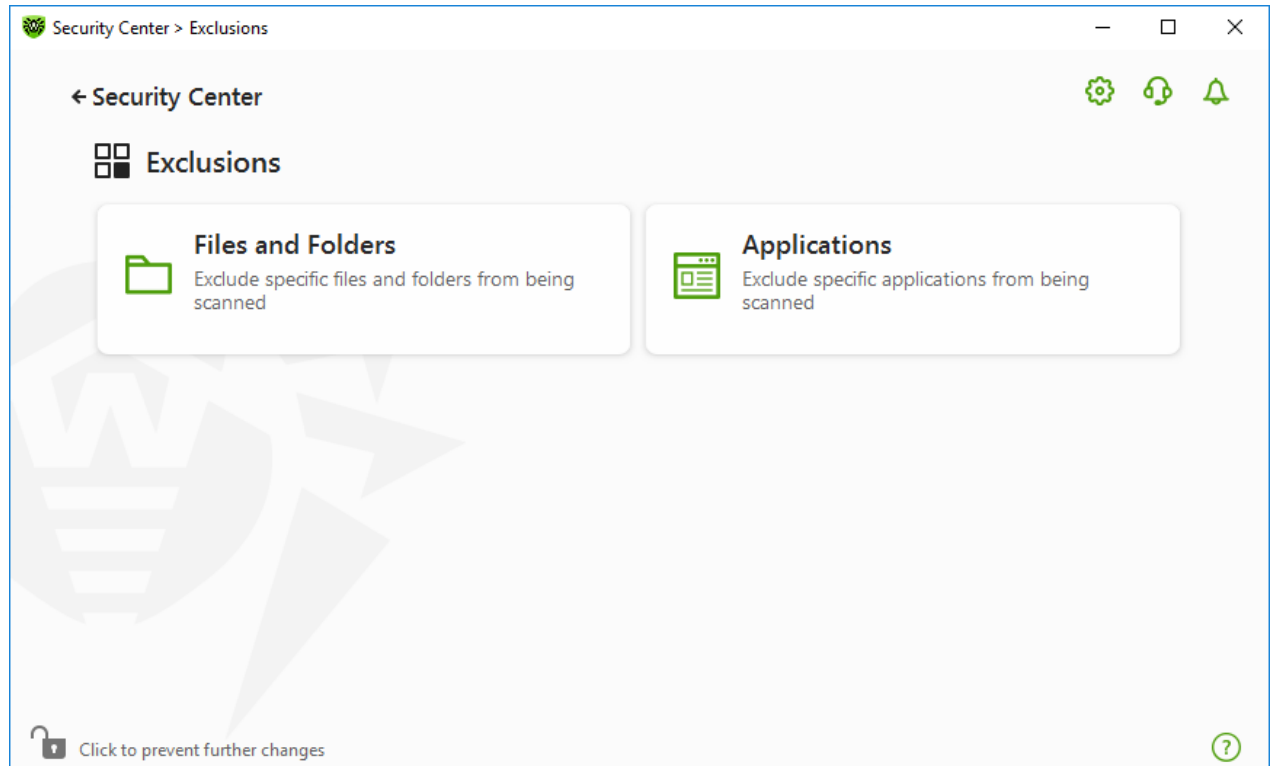 Security Center > Exclusions
Security Center
Exclusions
Files and Folders
Exclude specific files and folders from being
scanned
Applications
Exclude specific applications from being
scanned
Click to prevent further changes
?